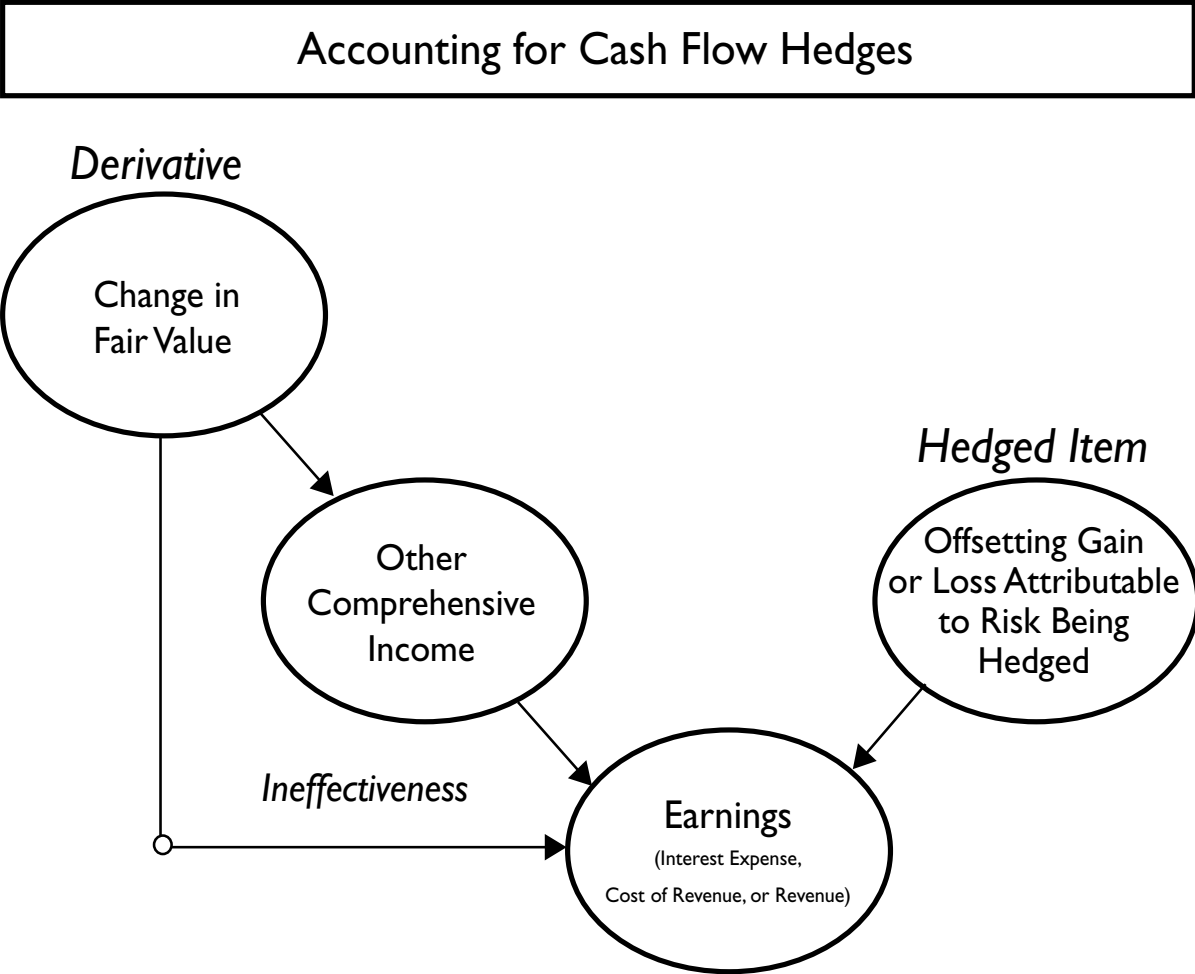 Accounting for Cash Flow Hedges
Derivative
Change in
Fair Value
Hedged Item
Other
Comprehensive
Income
Offsetting Gain
or Loss Attributable
to Risk Being
Hedged
Ineffectiveness
Earnings
(Interest Expense,
Cost of Revenue, or Revenue)